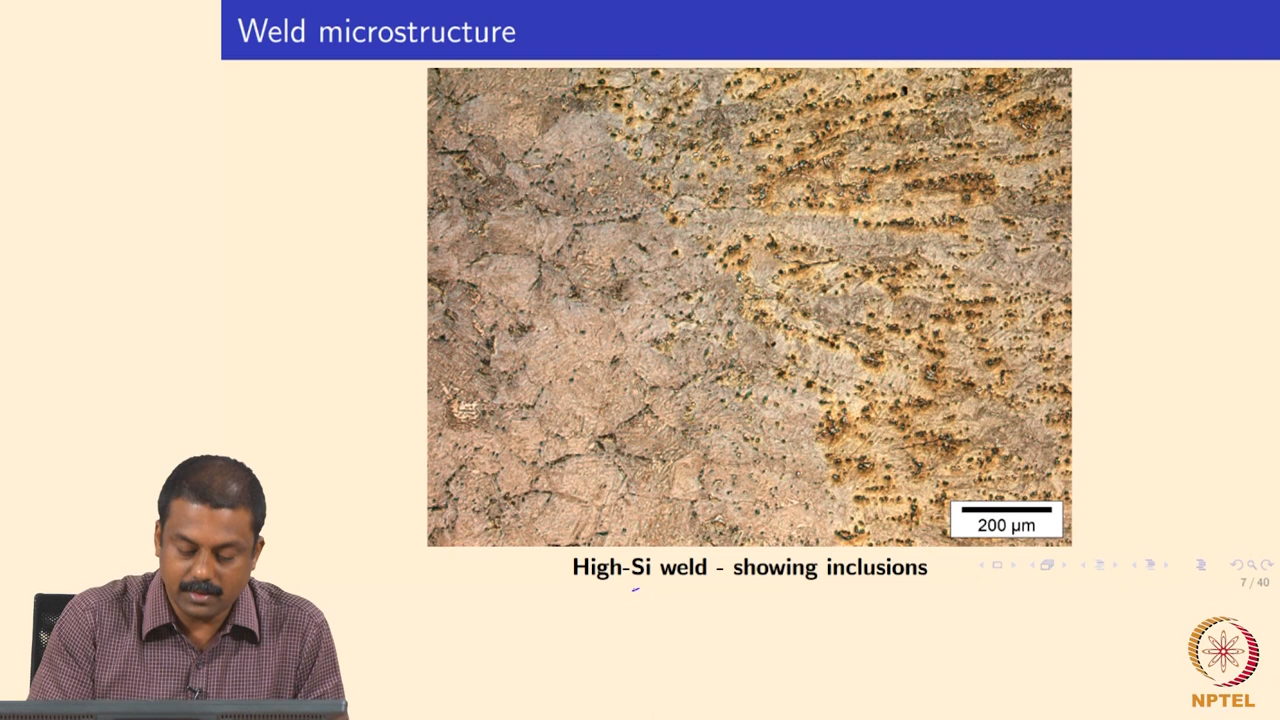 Weld microstructure
200 µm
High-Si weld - showing inclusions
7 / 40
NPTEL